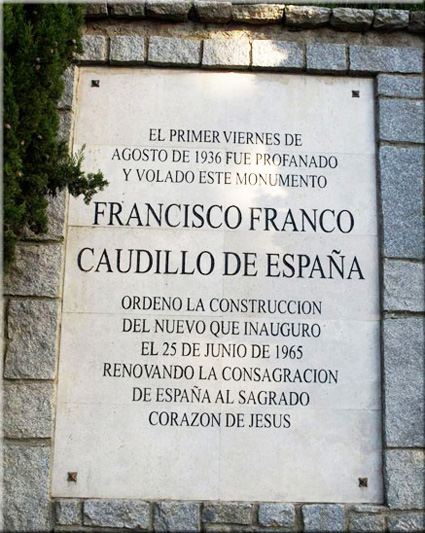 EL PRIMER VIERNES DE
AGOSTO DE 1936 FUE PROFANADO
Y VOLADO ESTE MONUMENTO
FRANCISCO FRANCO
CAUDILLO DE ESPAÑA
ORDENO LA CONSTRUCCION
DEL NUEVO QUE INAUGURO
EL 25 DE JUNIO DE 1965
RENOVANDO LA CONSAGRACION
DE ESPAÑA AL SAGRADO
CORAZON DE JESUS